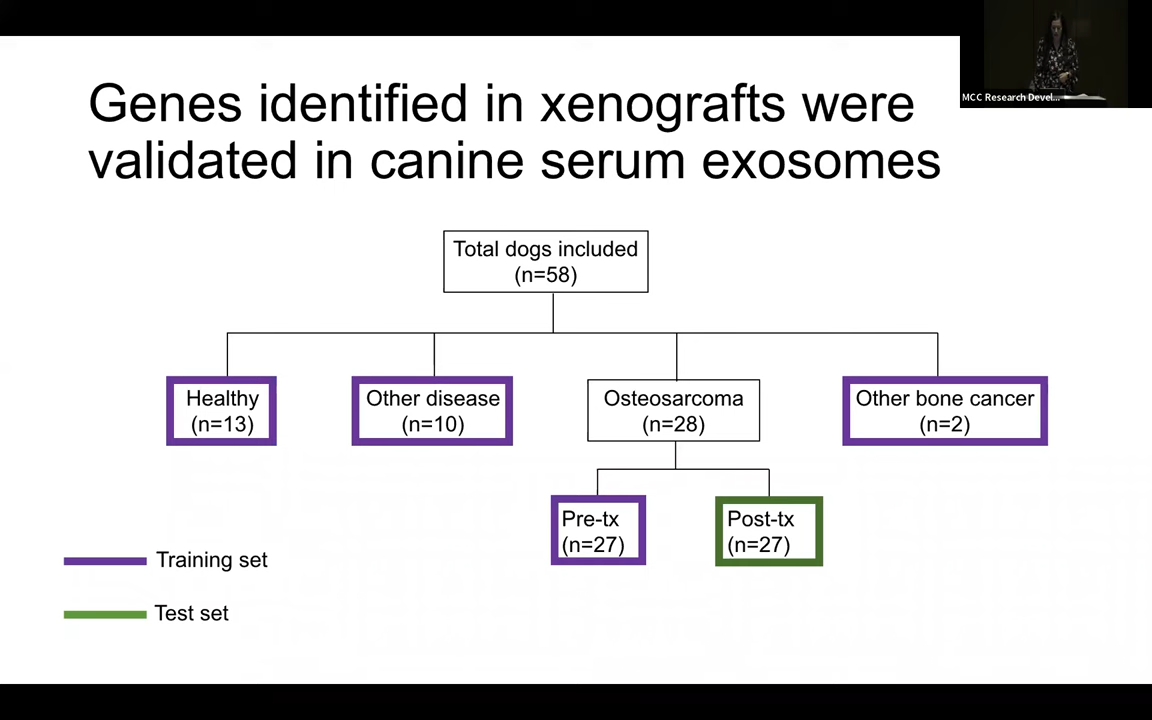 Genes identified in xenografts were
validated in canine serum exosomes
MCC Research Devel...
Total dogs included
(n=58)
Healthy
(n=13)
Other disease
(n=10)
Osteosarcoma
(n=28)
Other bone cancer
(n=2)
Pre-tx
(n=27)
Post-tx
(n=27)
Training set
Test set